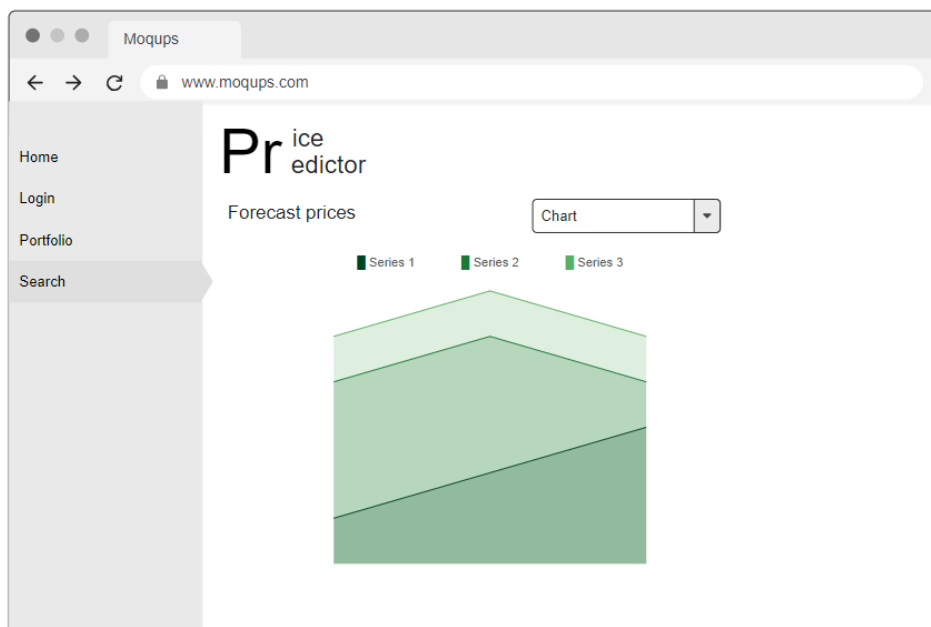 Moqups
www.moqups.com
Home
Login
Portfolio
Search
Pr ice
edictor
Forecast prices
Chart
Series 1 Series 2 Series 3